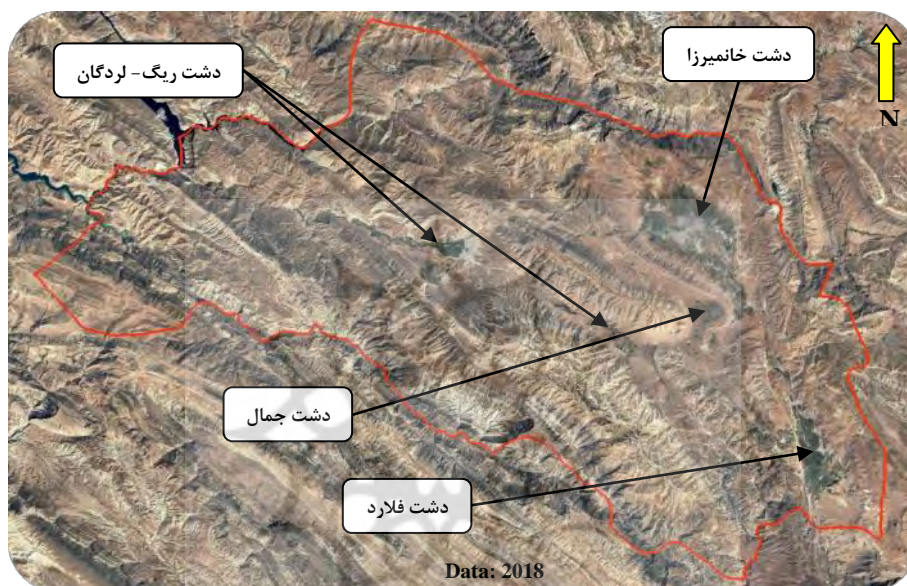 دشت ریگ- لردگان
دشت خانمیرزا
N
دشت جمال
دشت فلارد
Data: 2018